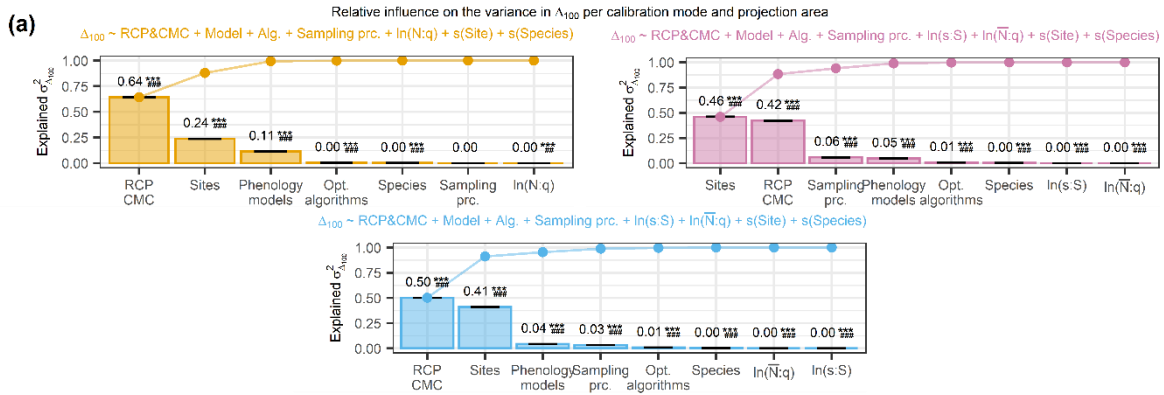 Relative influence on the variance in Δ₁₀₀ per calibration mode and projection area
(a)
Δ₁₀₀ ~ RCP&CMC + Model + Alg. + Sampling prc. + ln(N:q) + s(Site) + s(Species)
Explained σ²Δ₁₀₀
1.00
0.75
0.50
0.25
0.00
0.64 *** ###
0.24 *** ###
0.11 *** ###
0.00 *** ###
0.00 *** ###
0.00
0.00 ** ##
RCP CMC
Sites
Phenology models
Opt. algorithms
Species
Sampling prc.
ln(N:q)
Δ₁₀₀ ~ RCP&CMC + Model + Alg. + Sampling prc. + ln(s:S) + ln(N̅:q) + s(Site) + s(Species)
Explained σ²Δ₁₀₀
1.00
0.75
0.50
0.25
0.00
0.46 *** ###
0.42 *** ###
0.06 *** ###
0.05 *** ###
0.01 *** ###
0.00 *** ###
0.00 *** ###
0.00 *** ###
Sites
RCP CMC
Sampling prc.
Phenology models
Opt. algorithms
Species
ln(s:S)
ln(N̅:q)
Δ₁₀₀ ~ RCP&CMC + Model + Alg. + Sampling prc. + ln(s:S) + ln(N̅:q) + s(Site) + s(Species)
Explained σ²Δ₁₀₀
1.00
0.75
0.50
0.25
0.00
0.50 *** ###
0.41 *** ###
0.04 *** ###
0.03 *** ###
0.01 *** ###
0.00 *** ###
0.00 *** ###
0.00 *** ###
RCP CMC
Sites
Phenology models
Sampling prc.
Opt. algorithms
Species
ln(N̅:q)
ln(s:S)